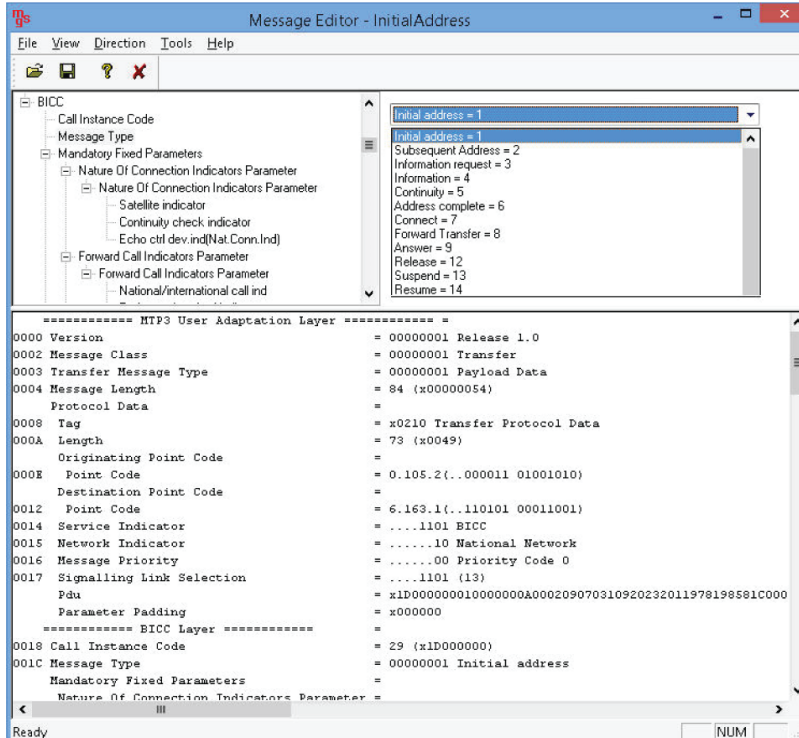 Message Editor - InitialAddress
File View Direction Tools Help
BICC
Call Instance Code
Message Type
Mandatory Fixed Parameters
Nature Of Connection Indicators Parameter
Nature Of Connection Indicators Parameter
Satellite indicator
Continuity check indicator
Echo ctrl dev.ind(Nat.Conn.Ind)
Forward Call Indicators Parameter
Forward Call Indicators Parameter
National/international call ind
Initial address = 1
Initial address = 1
Subsequent Address = 2
Information request = 3
Information = 4
Continuity = 5
Address complete = 6
Connect = 7
Forward Transfer = 8
Answer = 9
Release = 12
Suspend = 13
Resume = 14
============ MTP3 User Adaptation Layer ============ =
0000 Version = 00000001 Release 1.0
0002 Message Class = 00000001 Transfer
0003 Transfer Message Type = 00000001 Payload Data
0004 Message Length = 84 (x00000054)
Protocol Data =
0008 Tag = x0210 Transfer Protocol Data
000A Length = 73 (x0049)
Originating Point Code =
000E Point Code = 0.105.2(..000011 01001010)
Destination Point Code =
0012 Point Code = 6.163.1(..110101 00011001)
0014 Service Indicator = ....1101 BICC
0015 Network Indicator = ......10 National Network
0016 Message Priority = ......00 Priority Code 0
0017 Signalling Link Selection = ....1101 (13)
Pdu = x1D000000010000000A00020907031092023201197819858​1C000
Parameter Padding = x000000
============ BICC Layer ============ =
0018 Call Instance Code = 29 (x1D000000)
001C Message Type = 00000001 Initial address
Mandatory Fixed Parameters =
Nature Of Connection Indicators Parameter =
Ready NUM